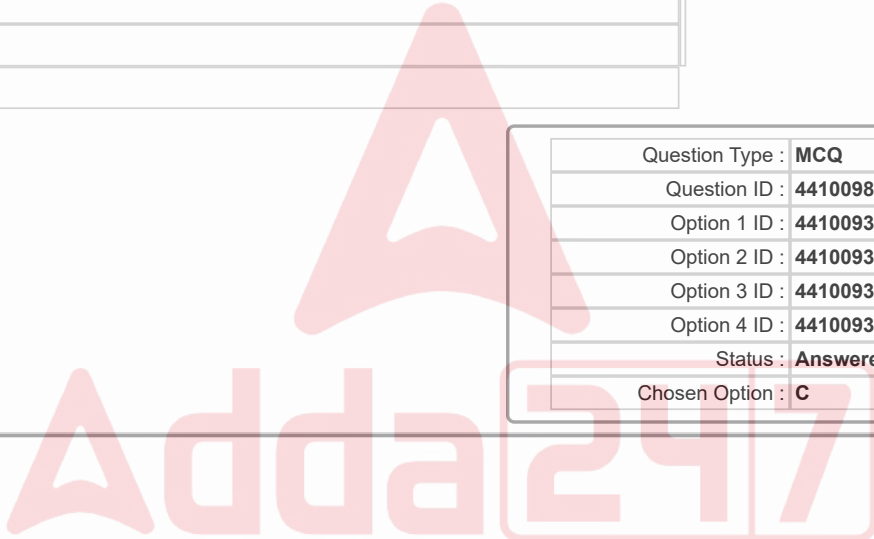 Question Type : MCQ
Question ID : 4410098
Option 1 ID : 4410093
Option 2 ID : 4410093
Option 3 ID : 4410093
Option 4 ID : 4410093
Status : Answere
Chosen Option : C
Adda247